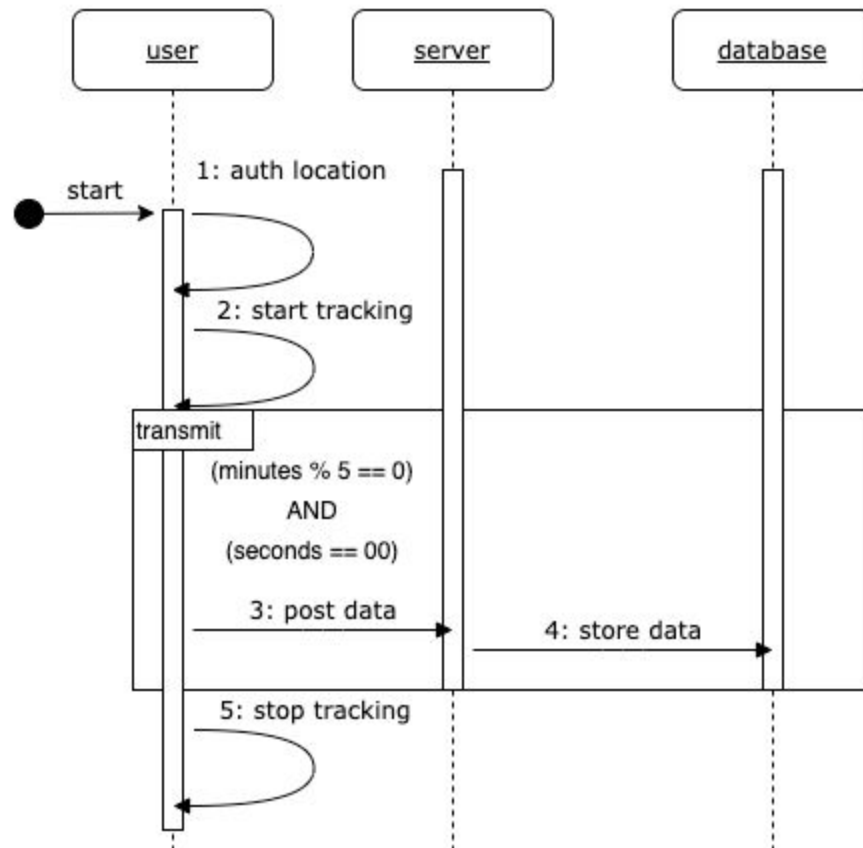 user
server
database
1: auth location
start
2: start tracking
transmit
(minutes % 5 == 0)
AND
(seconds == 00)
3: post data
4: store data
5: stop tracking